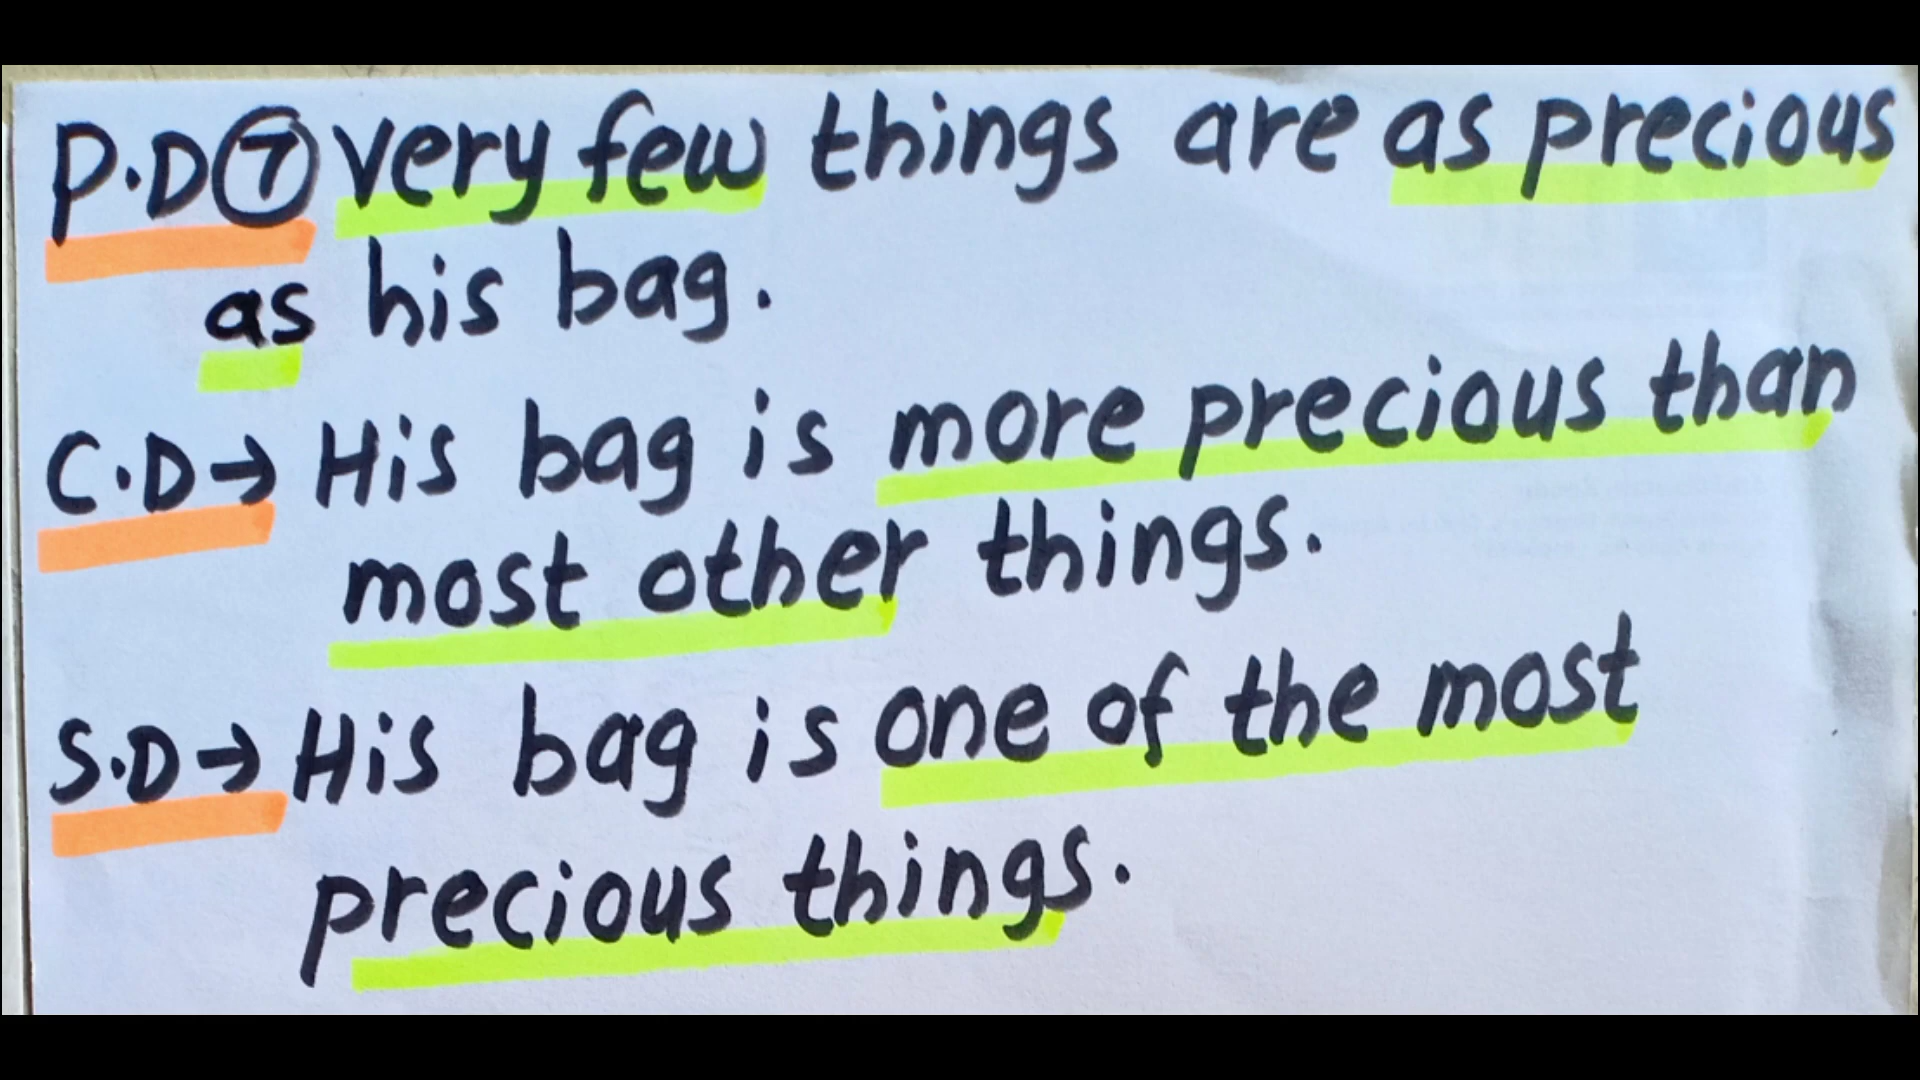 P.D⑦ very few things are as precious
as his bag.
C.D→ His bag is more precious than
most other things.
S.D→ His bag is one of the most
precious things.